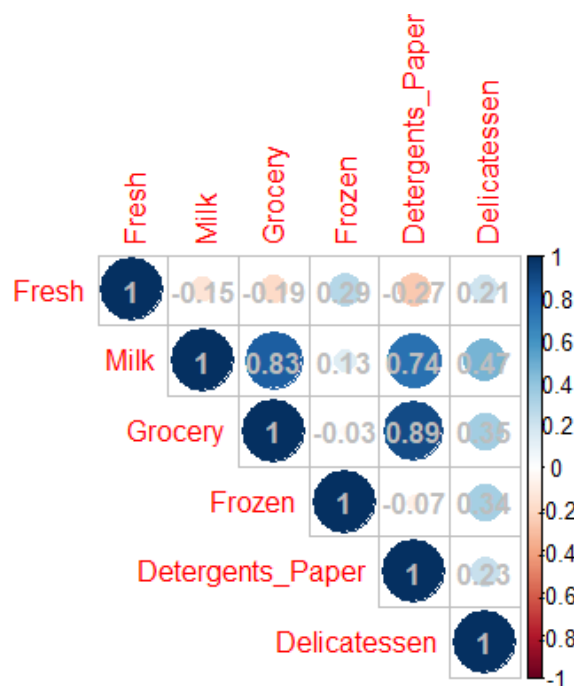 Fresh
Milk
Grocery
Frozen
Detergents_Paper
Delicatessen
Fresh 1 -0.15 -0.19 0.29 -0.27 0.21
Milk 1 0.83 0.13 0.74 0.47
Grocery 1 -0.03 0.89 0.35
Frozen 1 -0.07 0.34
Detergents_Paper 1 0.23
Delicatessen 1
1
0.8
0.6
0.4
0.2
0
-0.2
-0.4
-0.6
-0.8
-1